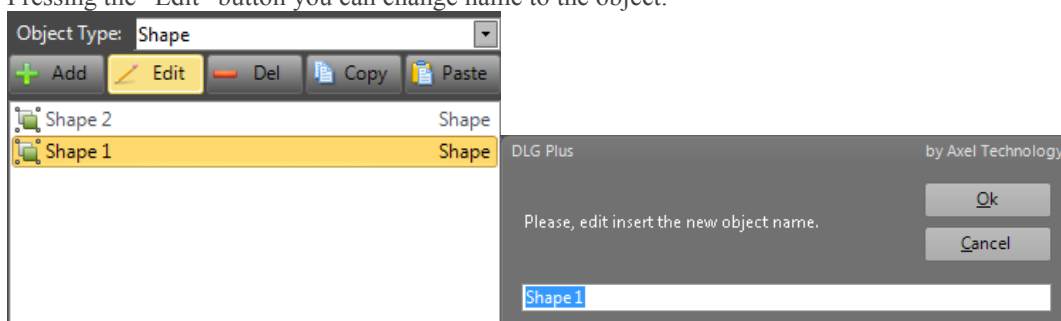 Pressing the "Edit" button you can change name to the object.
Object Type: Shape
Add Edit Del Copy Paste
Shape 2 Shape
Shape 1 Shape
DLG Plus by Axel Technology
Ok
Please, edit insert the new object name.
Cancel
Shape 1